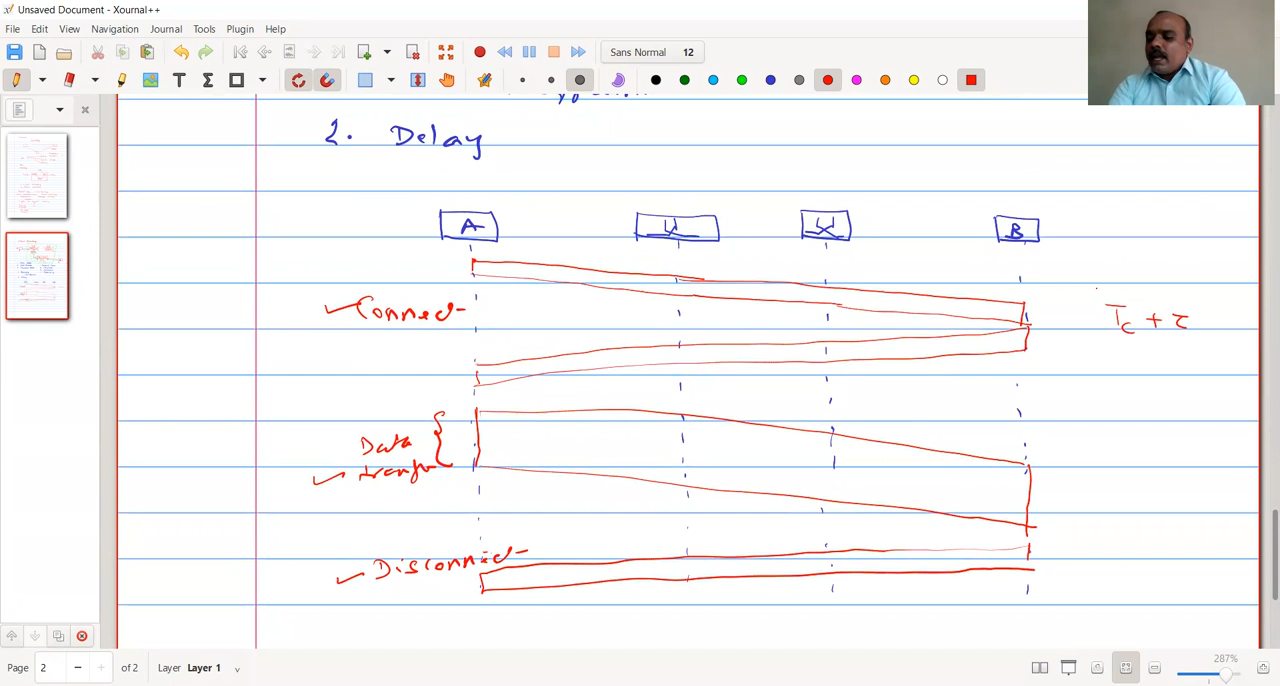 Unsaved Document - Xournal++
File Edit View Navigation Journal Tools Plugin Help
Sans Normal 12
2. Delay
A
B
Connect
Tc + τ
Data
Disconnect
Page 2 of 2 Layer Layer 1
287%